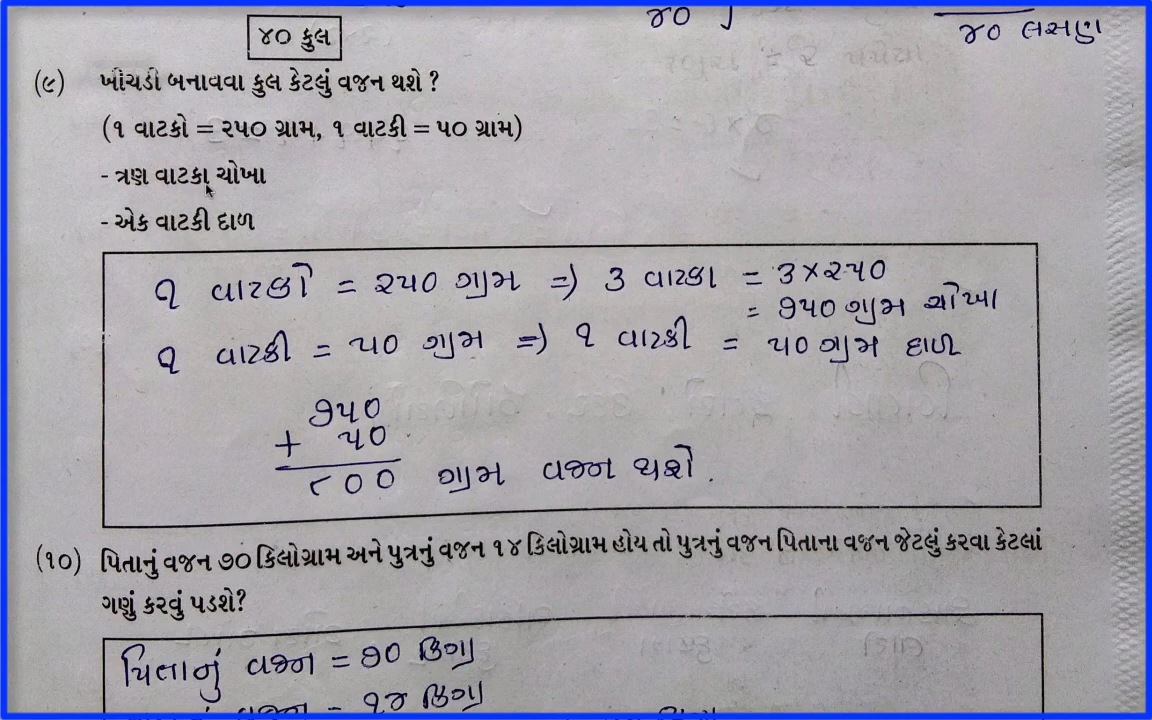 ૪૦ 
૪૦ લસણ
૪૦ કુલ
(૯) ખીચડી બનાવવા કુલ કેટલું વજન થશે ?
(૧ વાટકો = ૨૫૦ ગ્રામ, ૧ વાટકી = ૫૦ ગ્રામ)
- ત્રણ વાટકા ચોખા
- એક વાટકી દાળ
૧ વાટકો = ૨૫૦ ગ્રામ => ૩ વાટકા = ૩×૨૫૦
= ૭૫૦ ગ્રામ ચોખા
૧ વાટકી = ૫૦ ગ્રામ => ૧ વાટકી = ૫૦ ગ્રામ દાળ
૭૫૦
+ ૫૦
૮૦૦ ગ્રામ વજન થશે.
(૧૦) પિતાનું વજન ૭૦ કિલોગ્રામ અને પુત્રનું વજન ૧૪ કિલોગ્રામ હોય તો પુત્રનું વજન પિતાના વજન જેટલું કરવા કેટલાં
ગણું કરવું પડશે?
પિતાનું વજન = ૭૦ કિગ્રા
વજન = ૧૪ કિગ્રા